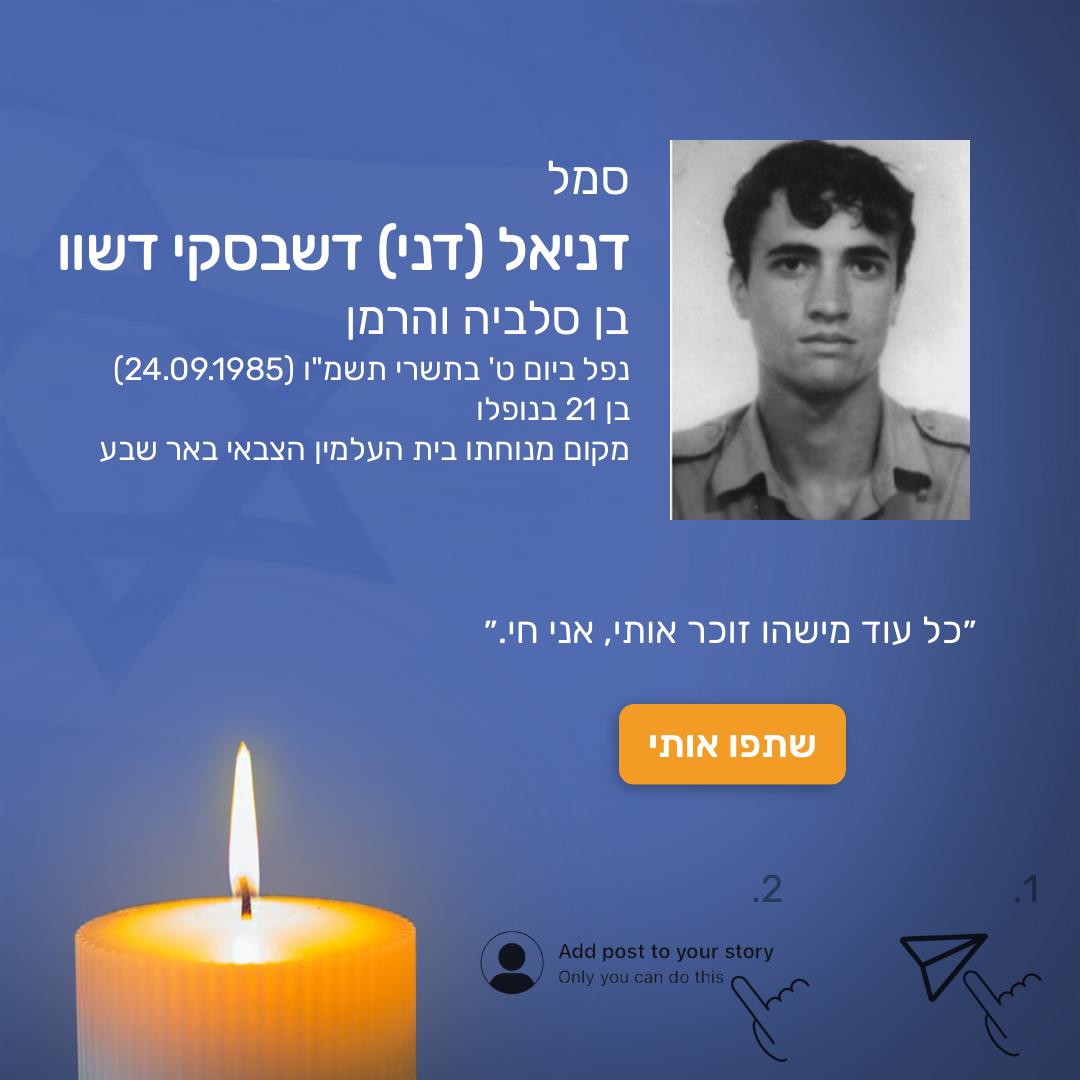 סמל
דניאל (דני) דשבסקי דשוו
בן סלביה והרמן
נפל ביום ט' בתשרי תשמ"ו (24.09.1985)
בן 21 בנופלו
מקום מנוחתו בית העלמין הצבאי באר שבע
״כל עוד מישהו זוכר אותי, אני חי.״
שתפו אותי
.1
.2
Add post to your story
Only you can do this